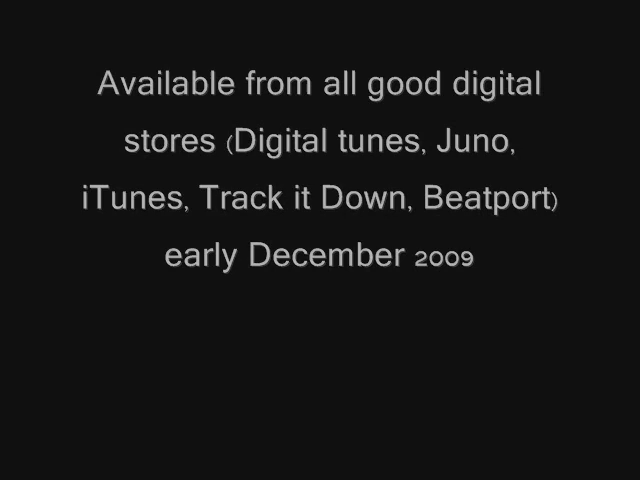 Available from all good digital
stores (Digital tunes, Juno,
iTunes, Track it Down, Beatport)
early December 2009